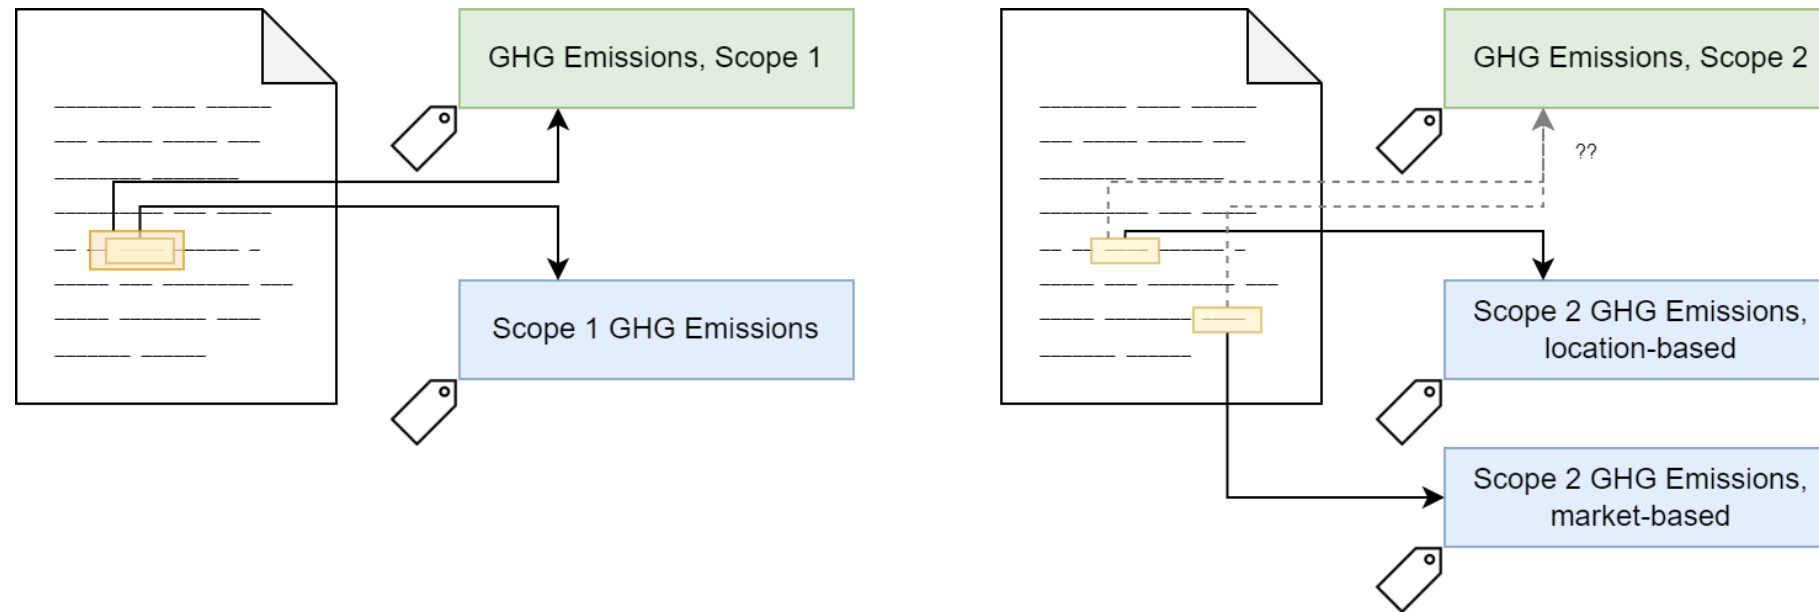 GHG Emissions, Scope 1
Scope 1 GHG Emissions
GHG Emissions, Scope 2
??
Scope 2 GHG Emissions,
location-based
Scope 2 GHG Emissions,
market-based